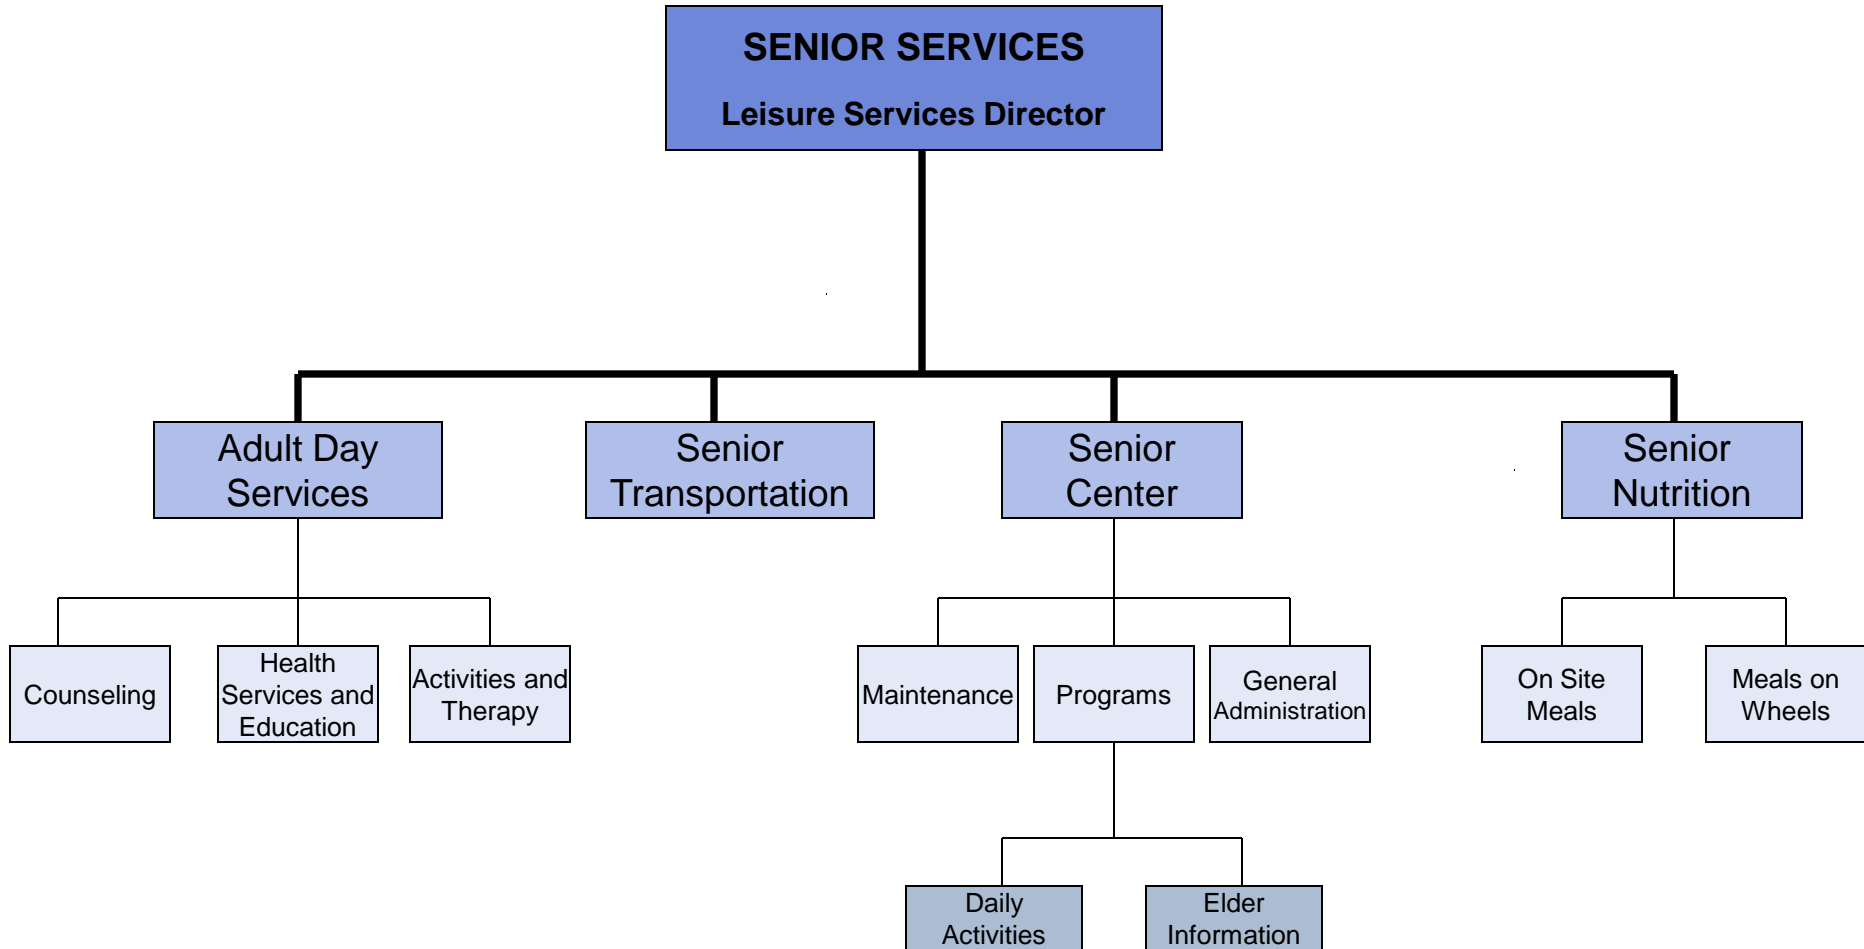 SENIOR SERVICES
Leisure Services Director
Adult Day
Services
Senior
Transportation
Senior
Center
Senior
Nutrition
Counseling
Health
Services and
Education
Activities and
Therapy
Maintenance
Programs
General
Administration
On Site
Meals
Meals on
Wheels
Daily
Activities
Elder
Information